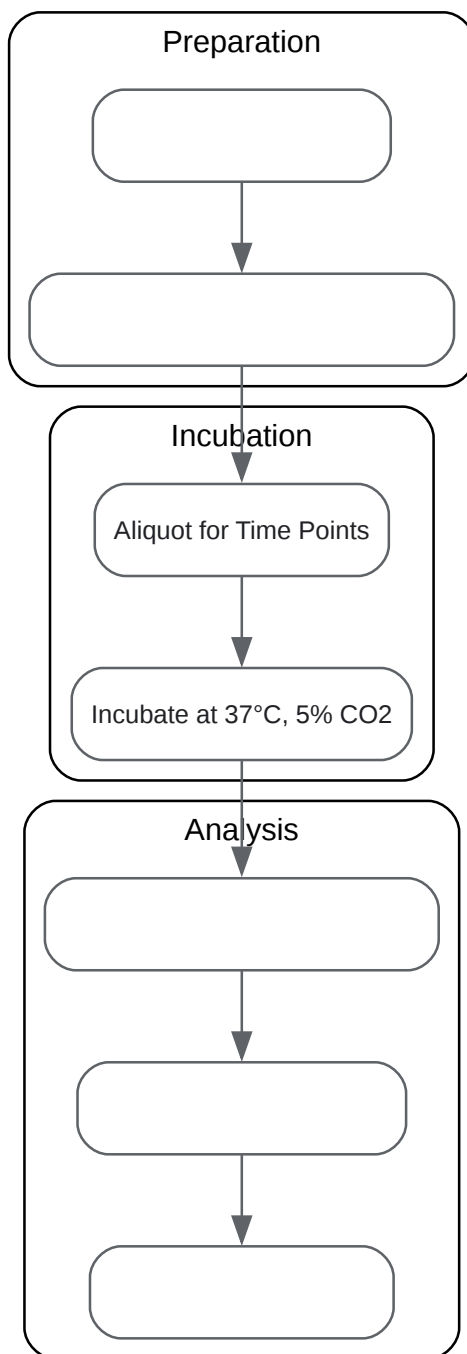 Preparation
Incubation
Aliquot for Time Points
Incubate at 37°C, 5% CO2
Analysis